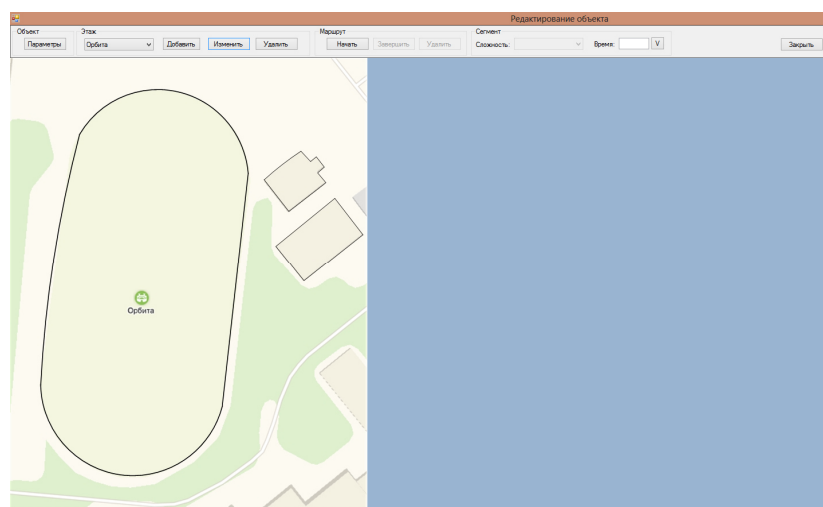 Редактирование объекта
Объект Этаж Маршрут Сегмент
Параметры Орбита Добавить Изменить Удалить Начать Завершить Удалить Сложность: Время: V Закрыть
Орбита